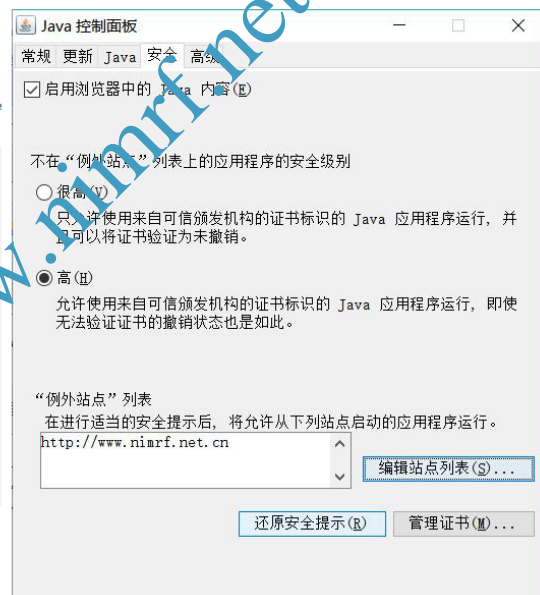 Java 控制面板
常规 更新 Java 安全 高级
启用浏览器中的 Java 内容(E)
不在“例外站点”列表上的应用程序的安全级别
很高(V)
只允许使用来自可信颁发机构的证书标识的 Java 应用程序运行, 并
且可以将证书验证为未撤销。
高(H)
允许使用来自可信颁发机构的证书标识的 Java 应用程序运行, 即使
无法验证证书的撤销状态也是如此。
“例外站点”列表
在进行适当的安全提示后, 将允许从下列站点启动的应用程序运行。
http://www.nimrf.net.cn
编辑站点列表(S)...
还原安全提示(R) 管理证书(M)...
w.nimrf.net